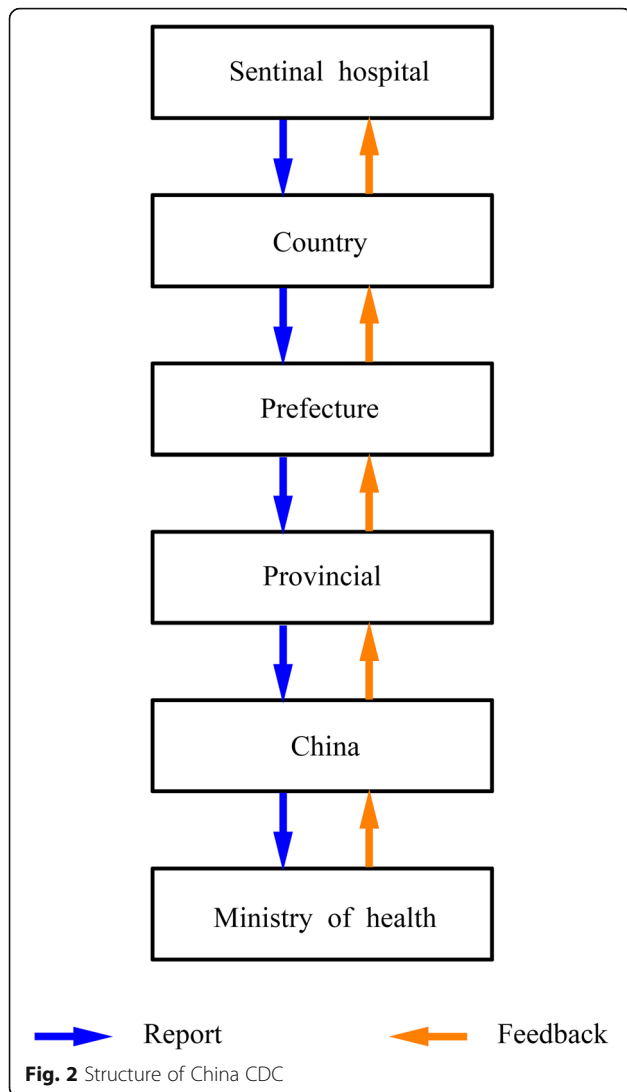 Sentinal hospital
Country
Prefecture
Provincial
China
Ministry of health
Report Feedback
Fig. 2 Structure of China CDC